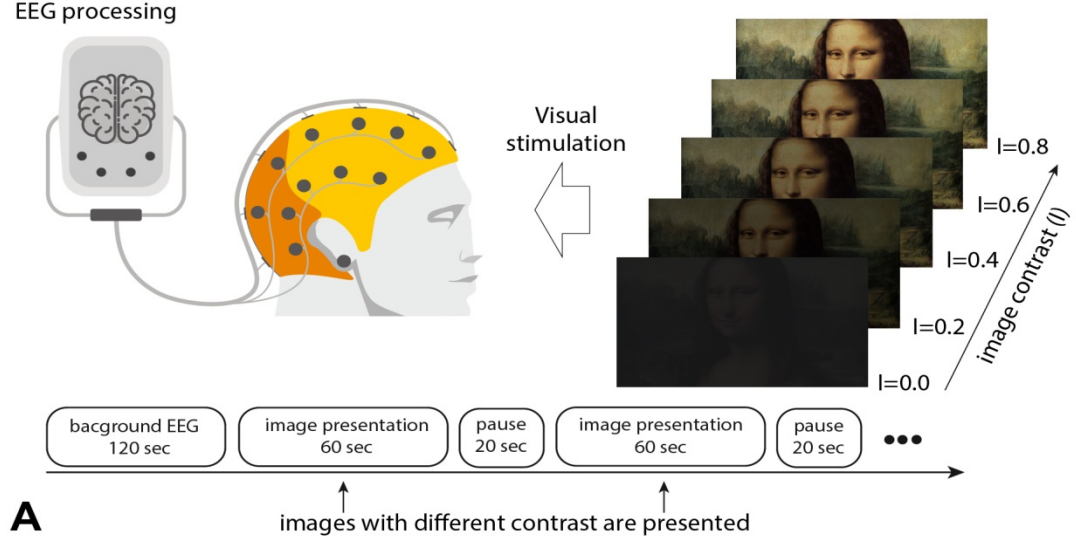 EEG processing
Visual
stimulation
I=0.8
I=0.6
I=0.4
I=0.2
I=0.0
image contrast (I)
bacground EEG
120 sec
image presentation
60 sec
pause
20 sec
image presentation
60 sec
pause
20 sec
A
images with different contrast are presented